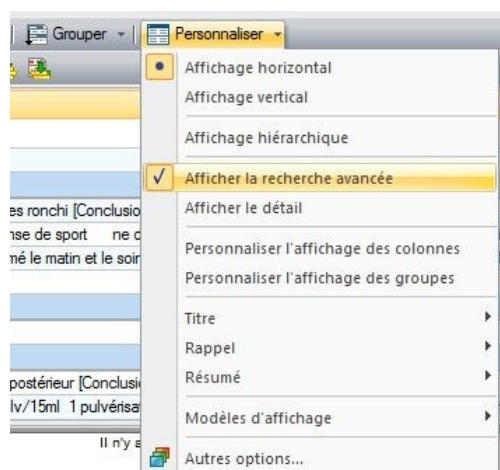 Grouper
Personnaliser
Affichage horizontal
Affichage vertical
Affichage hiérarchique
Afficher la recherche avancée
es ronchi [Conclusio
Afficher le détail
nse de sport ne d
mé le matin et le soir
Personnaliser l'affichage des colonnes
Personnaliser l'affichage des groupes
Titre
Rappel
Résumé
postérieur [Conclusi
lv/15ml 1 pulvérisa
Modèles d'affichage
Il n'y a
Autres options...